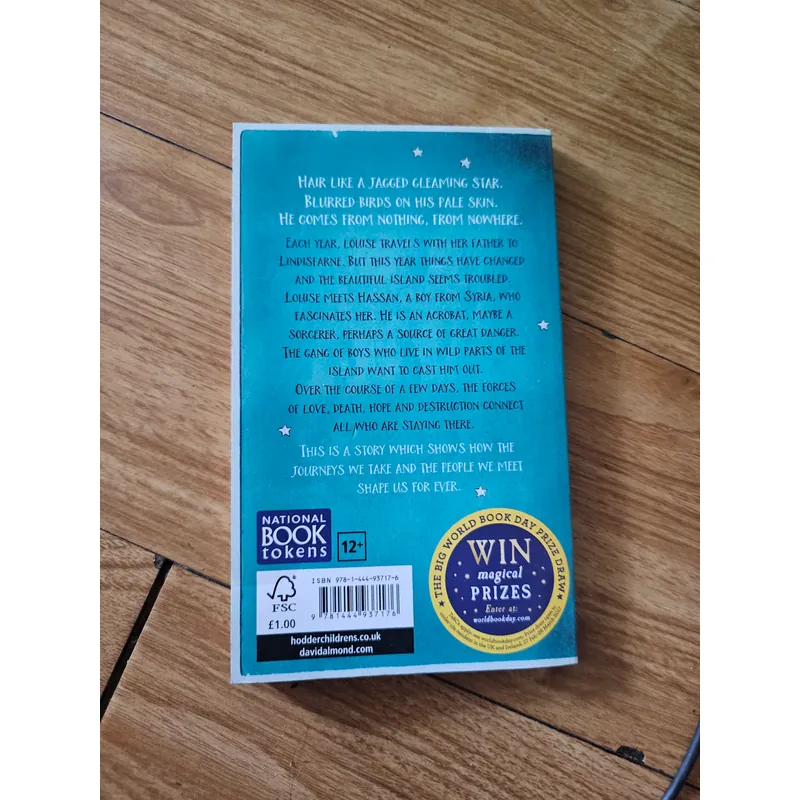 HAIR LIKE A JAGGED GLEAMING STAR.
BLURRED BIRDS ON HIS PALE SKIN.
HE COMES FROM NOTHING, FROM NOWHERE.
EACH YEAR, LOUISE TRAVELS WITH HER FATHER TO
LINDISFARNE. BUT THIS YEAR THINGS HAVE CHANGED
AND THE BEAUTIFUL ISLAND SEEMS TROUBLED.
LOUISE MEETS HASSAN, A BOY FROM SYRIA, WHO
FASCINATES HER. HE IS AN ACROBAT, MAYBE A
SORCERER, PERHAPS A SOURCE OF GREAT DANGER.
THE GANG OF BOYS WHO LIVE IN WILD PARTS OF THE
ISLAND WANT TO CAST HIM OUT.
OVER THE COURSE OF A FEW DAYS, THE FORCES
OF LOVE, DEATH, HOPE AND DESTRUCTION CONNECT
ALL WHO ARE STAYING THERE.
THIS IS A STORY WHICH SHOWS HOW THE
JOURNEYS WE TAKE AND THE PEOPLE WE MEET
SHAPE US FOR EVER.
NATIONAL
BOOK
tokens
12+
FSC
£1.00
ISBN 978-1-444-93717-6
9 781444 937176
hodderchildrens.co.uk
davidalmond.com
★ THE BIG WORLD BOOK DAY PRIZE DRAW ★
WIN
magical
PRIZES
Enter at:
worldbookday.com